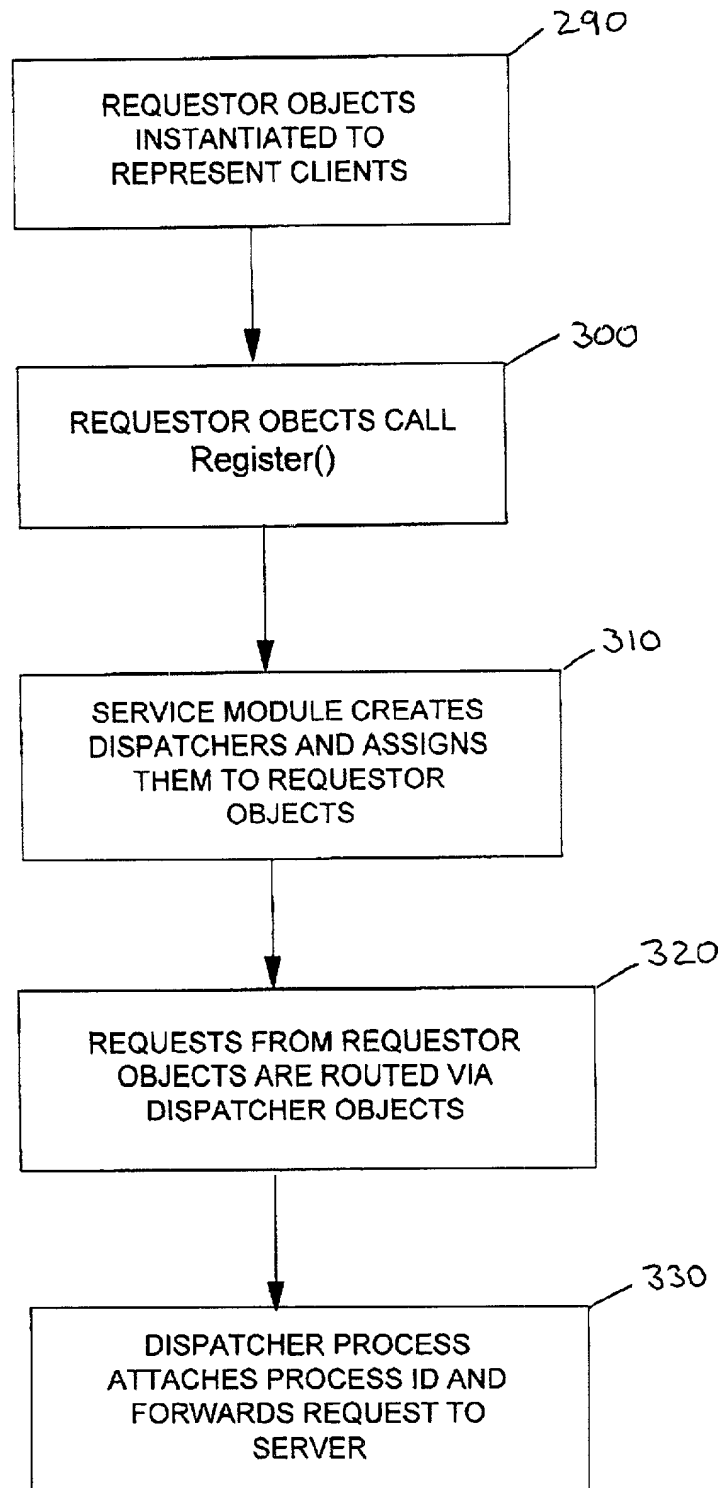 290
REQUESTOR OBJECTS
INSTANTIATED TO
REPRESENT CLIENTS
300
REQUESTOR OBECTS CALL
Register()
310
SERVICE MODULE CREATES
DISPATCHERS AND ASSIGNS
THEM TO REQUESTOR
OBJECTS
320
REQUESTS FROM REQUESTOR
OBJECTS ARE ROUTED VIA
DISPATCHER OBJECTS
330
DISPATCHER PROCESS
ATTACHES PROCESS ID AND
FORWARDS REQUEST TO
SERVER